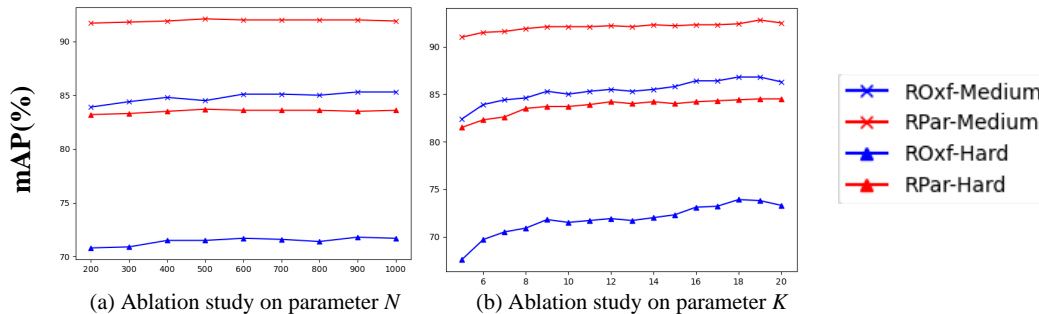 mAP(%)
90
85
80
75
70
200 300 400 500 600 700 800 900 1000
(a) Ablation study on parameter N
90
85
80
75
70
6 8 10 12 14 16 18 20
(b) Ablation study on parameter K
ROxf-Medium
RPar-Medium
ROxf-Hard
RPar-Hard